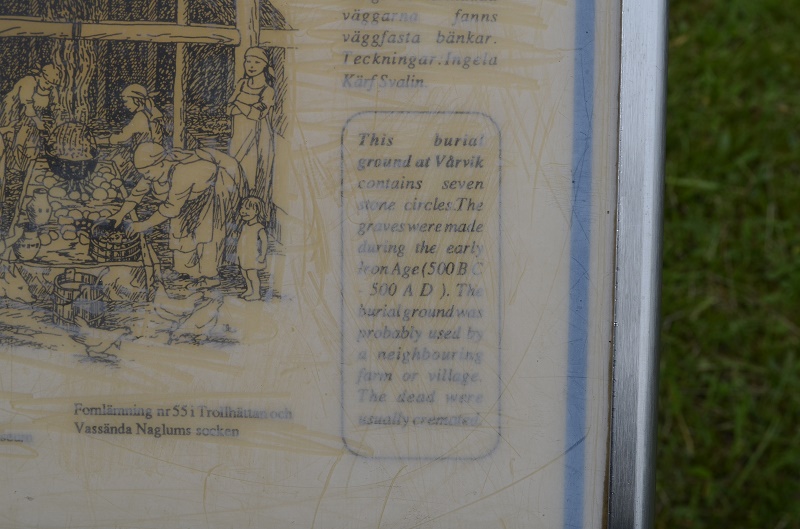 väggarna fanns
väggfasta bänkar.
Teckningar: Ingela
Kärf Svalin.
This burial
ground at Vårvik
contains seven
stone circles. The
graves were made
during the early
Iron Age (500 B C
- 500 A D ). The
burial ground was
probably used by
a neighbouring
farm or village.
The dead were
usually cremated.
Fornlämning nr 55 i Trollhättan och
Vassända Naglums socken